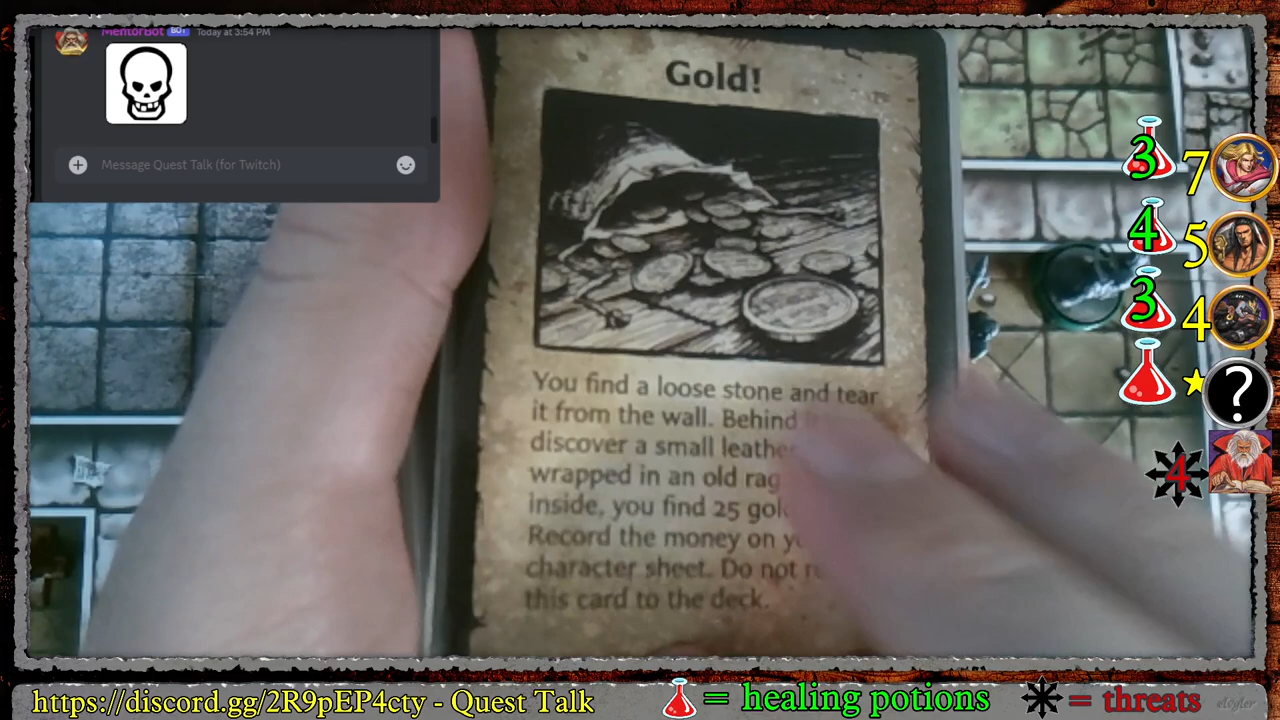 MentorBot BOT Today at 3:54 PM
Message Quest Talk (for Twitch)
Gold!
You find a loose stone and tear
it from the wall. Behind
discover a small
wrapped in an old rag
inside, you find 25
Record the money on
character sheet. Do not
this card to the deck.
3 7
4 5
3 4
?
4
https://discord.gg/2R9pEP4cty - Quest Talk
= healing potions
= threats